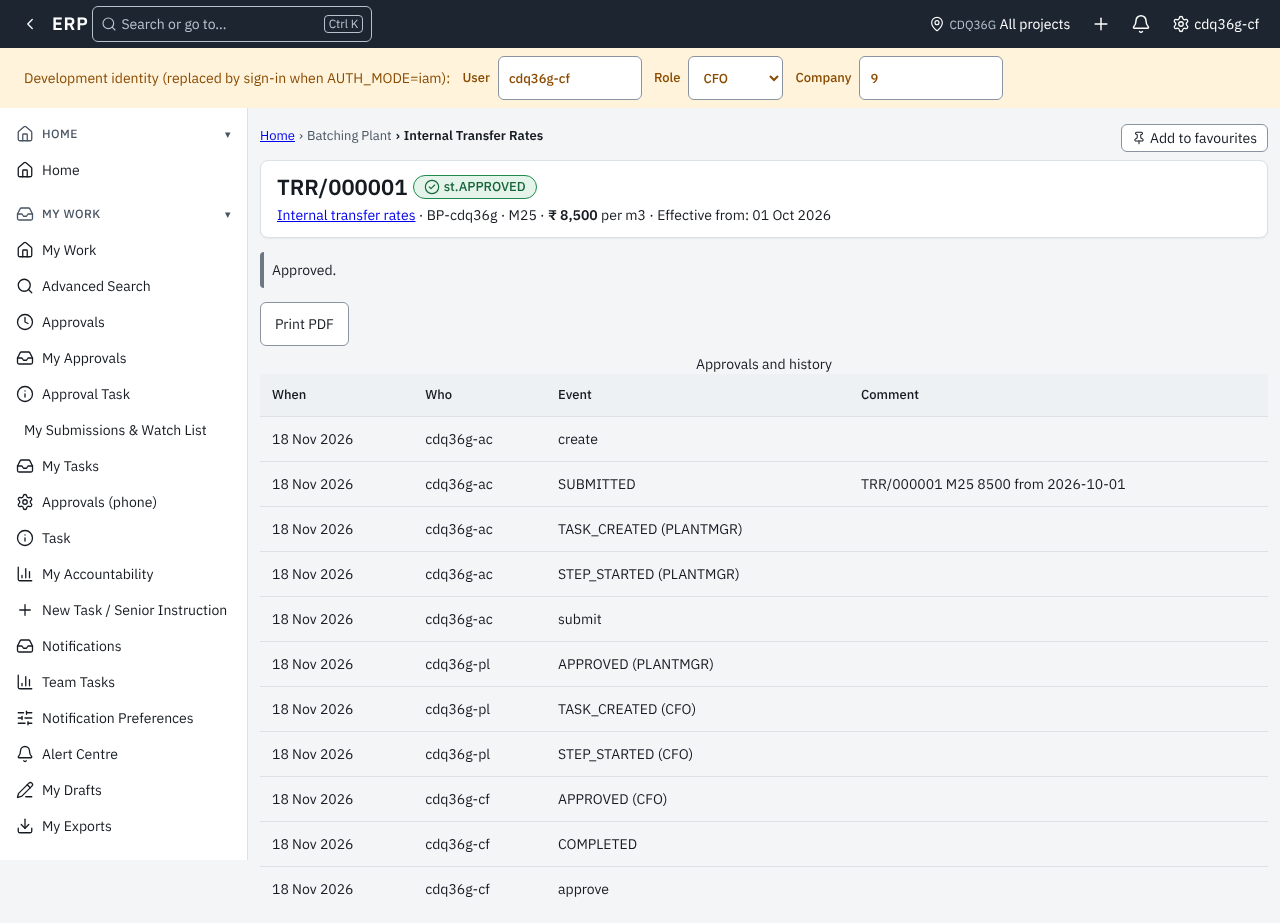 ERP
Search or go to...
Ctrl K
CDQ36G All projects
cdq36g-cf
Development identity (replaced by sign-in when AUTH_MODE=iam):
User
cdq36g-cf
Role
CFO
Company
9
HOME
Home
MY WORK
My Work
Advanced Search
Approvals
My Approvals
Approval Task
My Submissions & Watch List
My Tasks
Approvals (phone)
Task
My Accountability
New Task / Senior Instruction
Notifications
Team Tasks
Notification Preferences
Alert Centre
My Drafts
My Exports
Home › Batching Plant › Internal Transfer Rates
Add to favourites
TRR/000001 st.APPROVED
Internal transfer rates · BP-cdq36g · M25 · ₹ 8,500 per m3 · Effective from: 01 Oct 2026
Approved.
Print PDF
Approvals and history
When Who Event Comment
18 Nov 2026 cdq36g-ac create
18 Nov 2026 cdq36g-ac SUBMITTED TRR/000001 M25 8500 from 2026-10-01
18 Nov 2026 cdq36g-ac TASK_CREATED (PLANTMGR)
18 Nov 2026 cdq36g-ac STEP_STARTED (PLANTMGR)
18 Nov 2026 cdq36g-ac submit
18 Nov 2026 cdq36g-pl APPROVED (PLANTMGR)
18 Nov 2026 cdq36g-pl TASK_CREATED (CFO)
18 Nov 2026 cdq36g-pl STEP_STARTED (CFO)
18 Nov 2026 cdq36g-cf APPROVED (CFO)
18 Nov 2026 cdq36g-cf COMPLETED
18 Nov 2026 cdq36g-cf approve